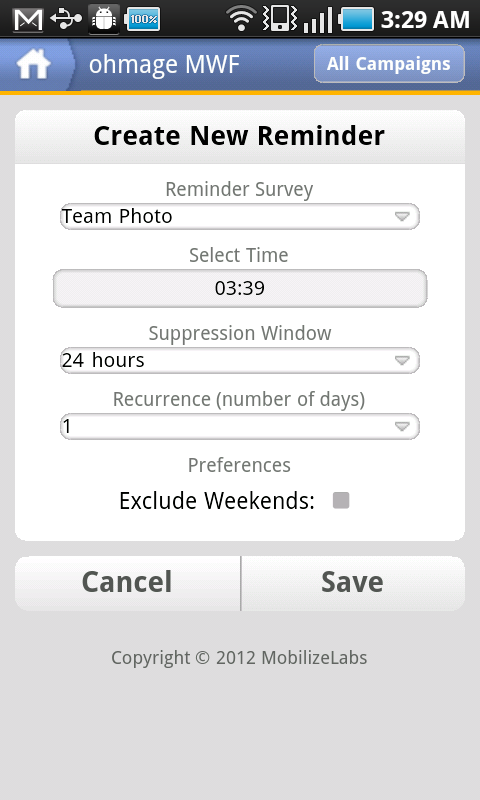 100% 3:29 AM
ohmage MWF All Campaigns
Create New Reminder
Reminder Survey
Team Photo
Select Time
03:39
Suppression Window
24 hours
Recurrence (number of days)
1
Preferences
Exclude Weekends:
Cancel Save
Copyright © 2012 MobilizeLabs